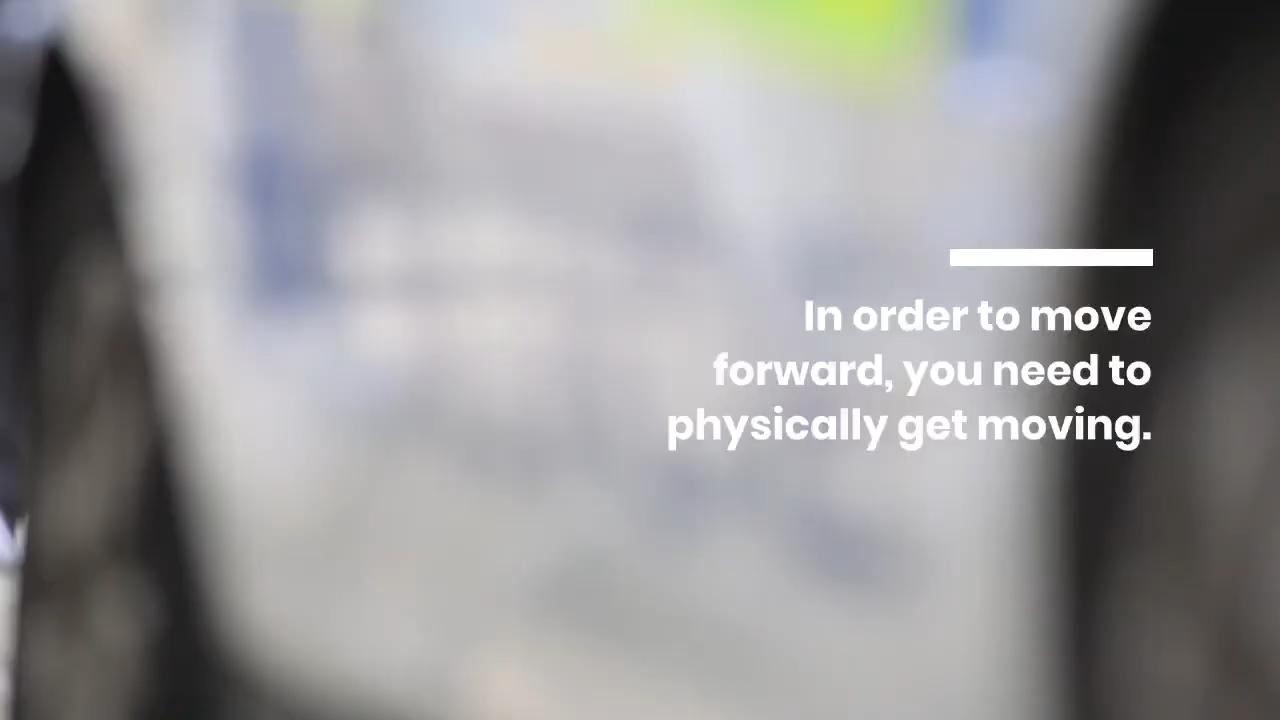 In order to move
forward, you need to
physically get moving.